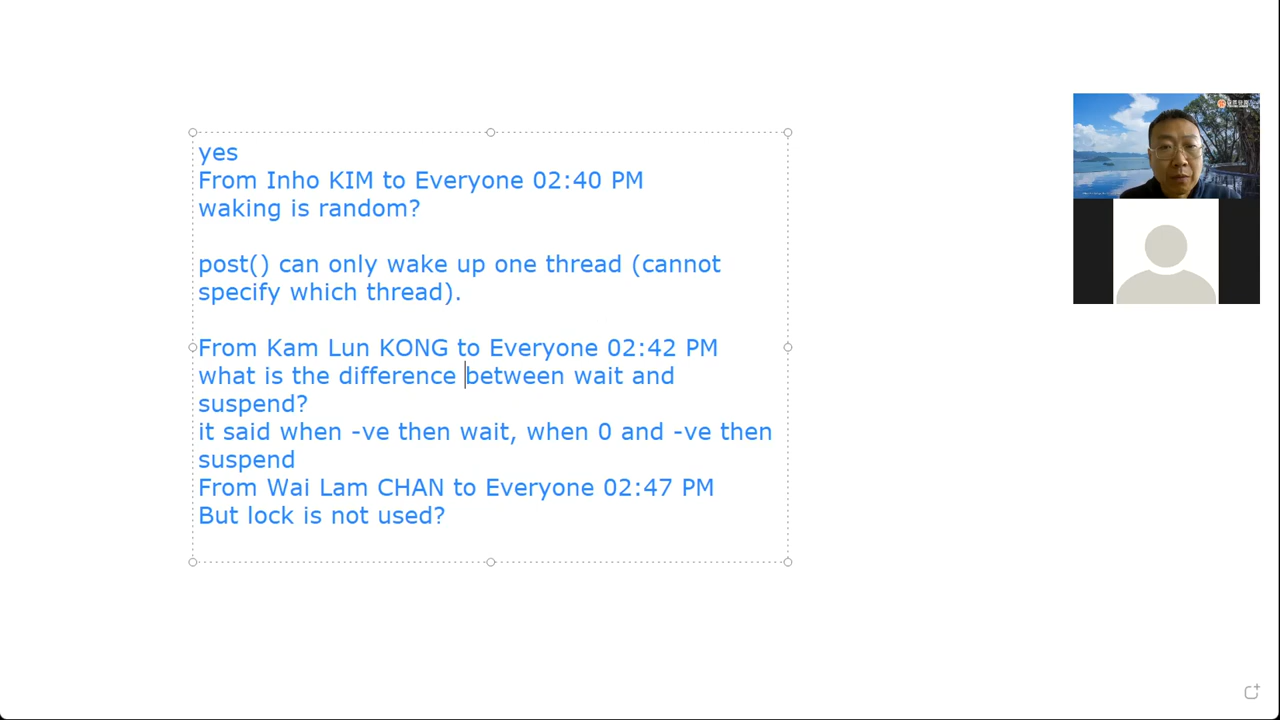 yes
From Inho KIM to Everyone 02:40 PM
waking is random?
post() can only wake up one thread (cannot
specify which thread).
From Kam Lun KONG to Everyone 02:42 PM
what is the difference between wait and
suspend?
it said when -ve then wait, when 0 and -ve then
suspend
From Wai Lam CHAN to Everyone 02:47 PM
But lock is not used?